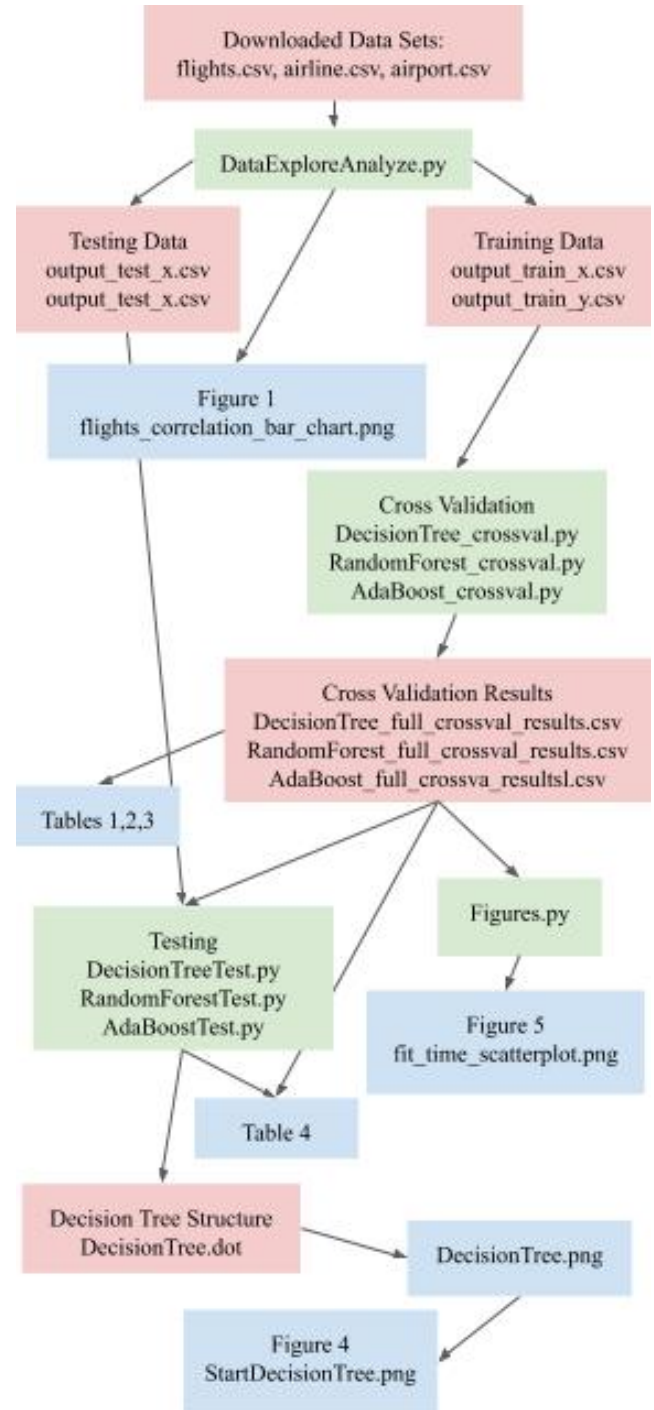 Downloaded Data Sets:
flights.csv, airline.csv, airport.csv
DataExploreAnalyze.py
Testing Data
output_test_x.csv
output_test_x.csv
Training Data
output_train_x.csv
output_train_y.csv
Figure 1
flights_correlation_bar_chart.png
Cross Validation
DecisionTree_crossval.py
RandomForest_crossval.py
AdaBoost_crossval.py
Cross Validation Results
DecisionTree_full_crossval_results.csv
RandomForest_full_crossval_results.csv
AdaBoost_full_crossva_resultsl.csv
Tables 1,2,3
Testing
DecisionTreeTest.py
RandomForestTest.py
AdaBoostTest.py
Figures.py
Figure 5
fit_time_scatterplot.png
Table 4
Decision Tree Structure
DecisionTree.dot
DecisionTree.png
Figure 4
StartDecisionTree.png